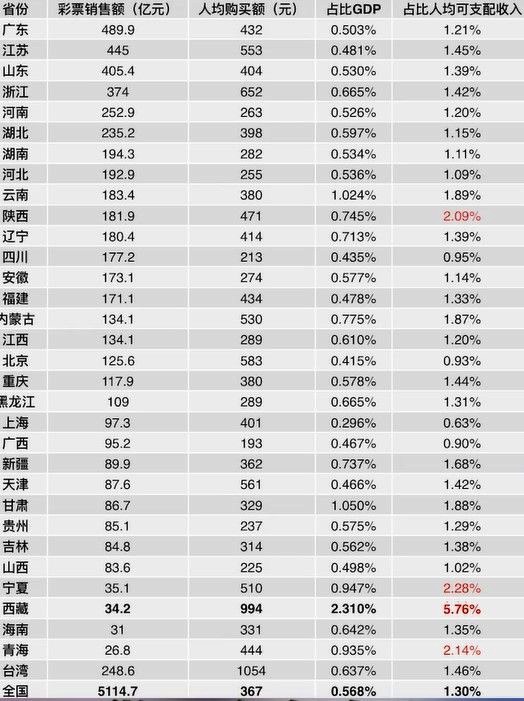 省份 彩票销售额（亿元） 人均购买额（元） 占比GDP 占比人均可支配收入
广东 489.9 432 0.503% 1.21%
江苏 445 553 0.481% 1.45%
山东 405.4 404 0.530% 1.39%
浙江 374 652 0.665% 1.42%
河南 252.9 263 0.526% 1.20%
湖北 235.2 398 0.597% 1.15%
湖南 194.3 282 0.534% 1.11%
河北 192.9 255 0.536% 1.09%
云南 183.4 380 1.024% 1.89%
陕西 181.9 471 0.745% 2.09%
辽宁 180.4 414 0.713% 1.39%
四川 177.2 213 0.435% 0.95%
安徽 173.1 274 0.577% 1.14%
福建 171.1 434 0.478% 1.33%
内蒙古 134.1 530 0.775% 1.87%
江西 134.1 289 0.610% 1.20%
北京 125.6 583 0.415% 0.93%
重庆 117.9 380 0.578% 1.44%
黑龙江 109 289 0.665% 1.31%
上海 97.3 401 0.296% 0.63%
广西 95.2 193 0.467% 0.90%
新疆 89.9 362 0.737% 1.68%
天津 87.6 561 0.466% 1.42%
甘肃 86.7 329 1.050% 1.88%
贵州 85.1 237 0.575% 1.29%
吉林 84.8 314 0.562% 1.38%
山西 83.6 225 0.498% 1.02%
宁夏 35.1 510 0.947% 2.28%
西藏 34.2 994 2.310% 5.76%
海南 31 331 0.642% 1.35%
青海 26.8 444 0.935% 2.14%
台湾 248.6 1054 0.637% 1.46%
全国 5114.7 367 0.568% 1.30%